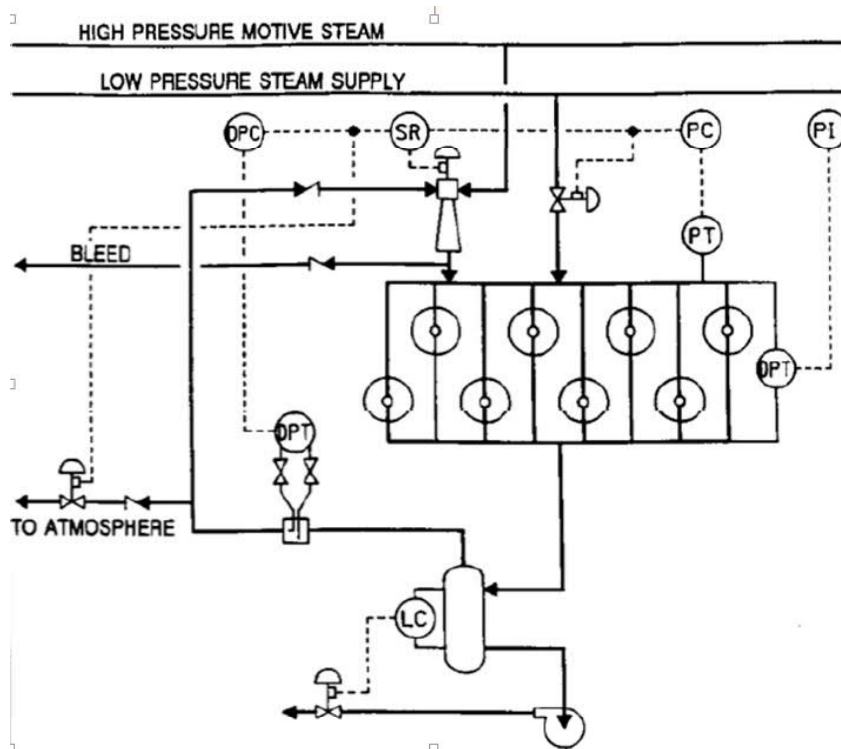 HIGH PRESSURE MOTIVE STEAM
LOW PRESSURE STEAM SUPPLY
DPC
SR
PC
PI
PT
BLEED
DPT
DPT
TO ATMOSPHERE
LC